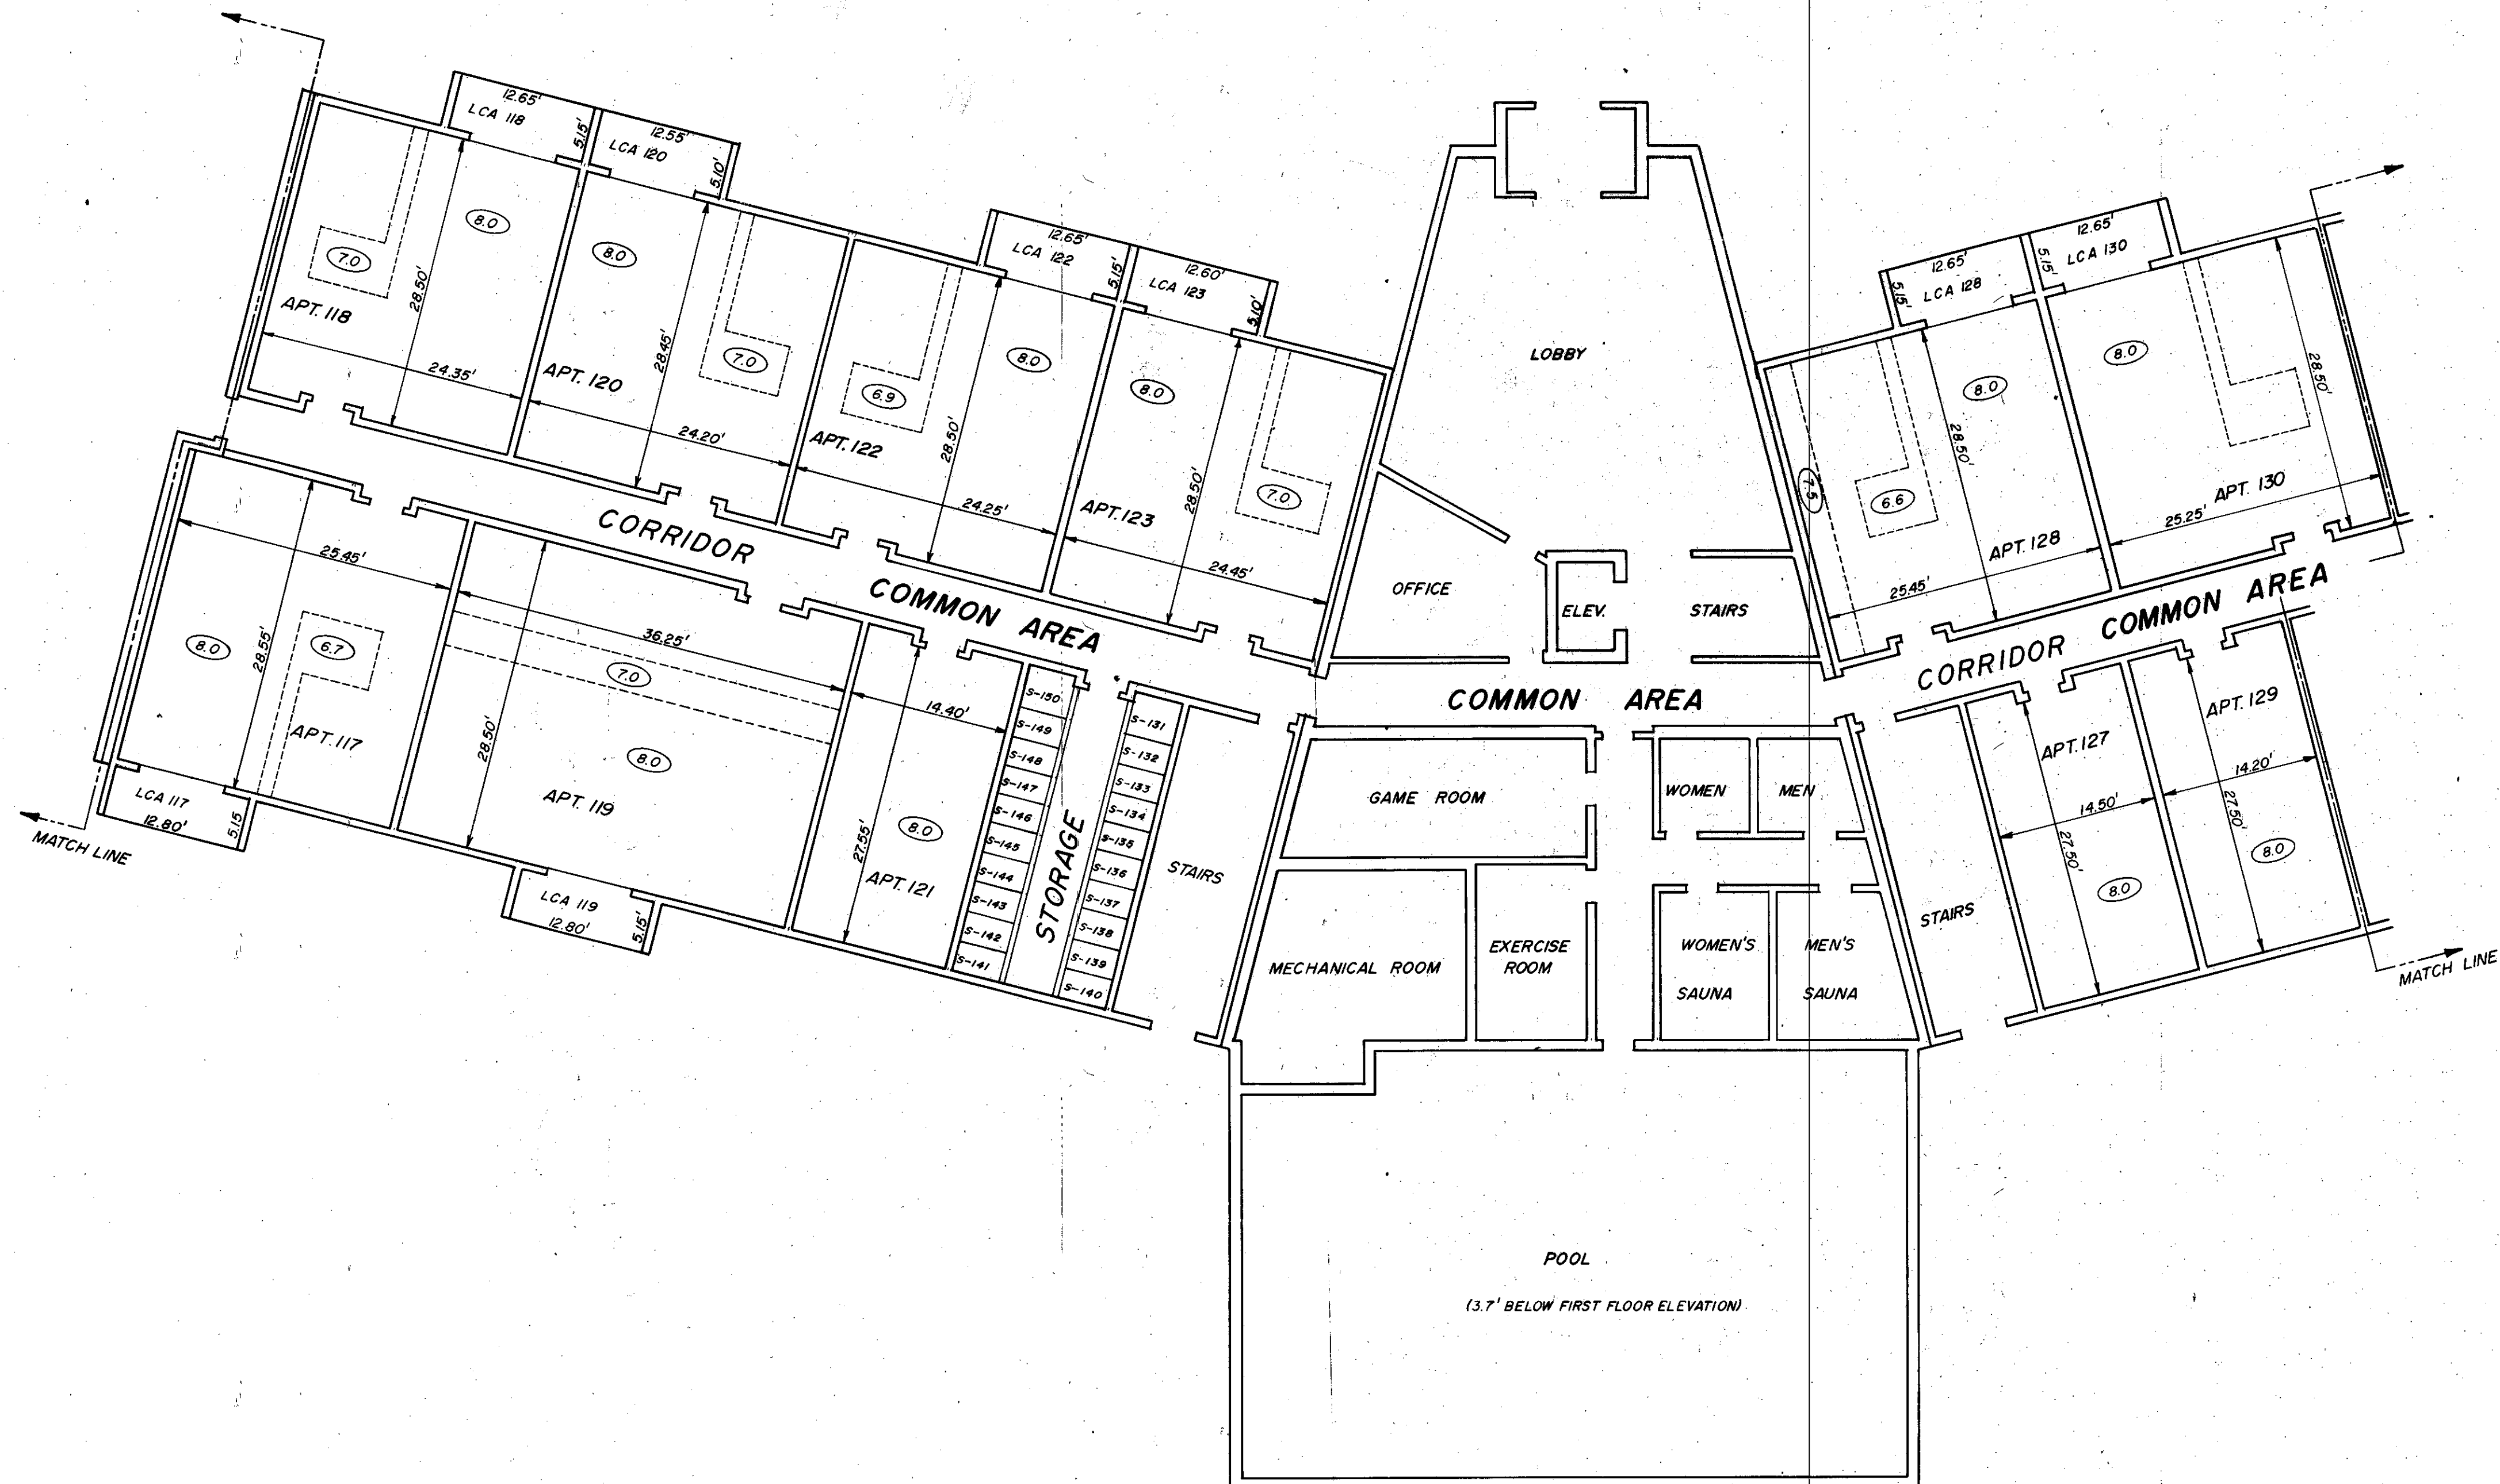 12.65'
LCA 118
5.15'
12.55'
LCA 120
5.10'
8.0
7.0
28.50'
APT. 118
24.35'
8.0
28.45'
7.0
APT. 120
24.20'
12.65'
LCA 122
5.15'
12.60'
LCA 123
5.10'
8.0
6.9
APT. 122
28.50'
24.25'
8.0
7.0
28.50'
APT. 123
24.45'
CORRIDOR
COMMON AREA
25.45'
8.0
28.55'
6.7
APT. 117
LCA 117
12.80'
5.15
MATCH LINE
36.25'
7.0
28.50'
8.0
APT. 119
LCA 119
12.80'
5.15'
14.40'
8.0
27.55'
APT. 121
S-150
S-149
S-148
S-147
S-146
S-145
S-144
S-143
S-142
S-141
STORAGE
S-131
S-132
S-133
S-134
S-135
S-136
S-137
S-138
S-139
S-140
STAIRS
LOBBY
OFFICE
ELEV.
STAIRS
COMMON AREA
GAME ROOM
WOMEN
MEN
MECHANICAL ROOM
EXERCISE
ROOM
WOMEN'S
SAUNA
MEN'S
SAUNA
POOL
(3.7' BELOW FIRST FLOOR ELEVATION)
12.65'
5.15'
LCA 128
12.65'
5.15'
LCA 130
7.5
6.6
8.0
28.50'
APT. 128
25.45'
8.0
28.50'
APT. 130
25.25'
CORRIDOR COMMON AREA
STAIRS
APT. 127
14.50'
27.50'
8.0
APT. 129
14.20'
27.50'
8.0
MATCH LINE